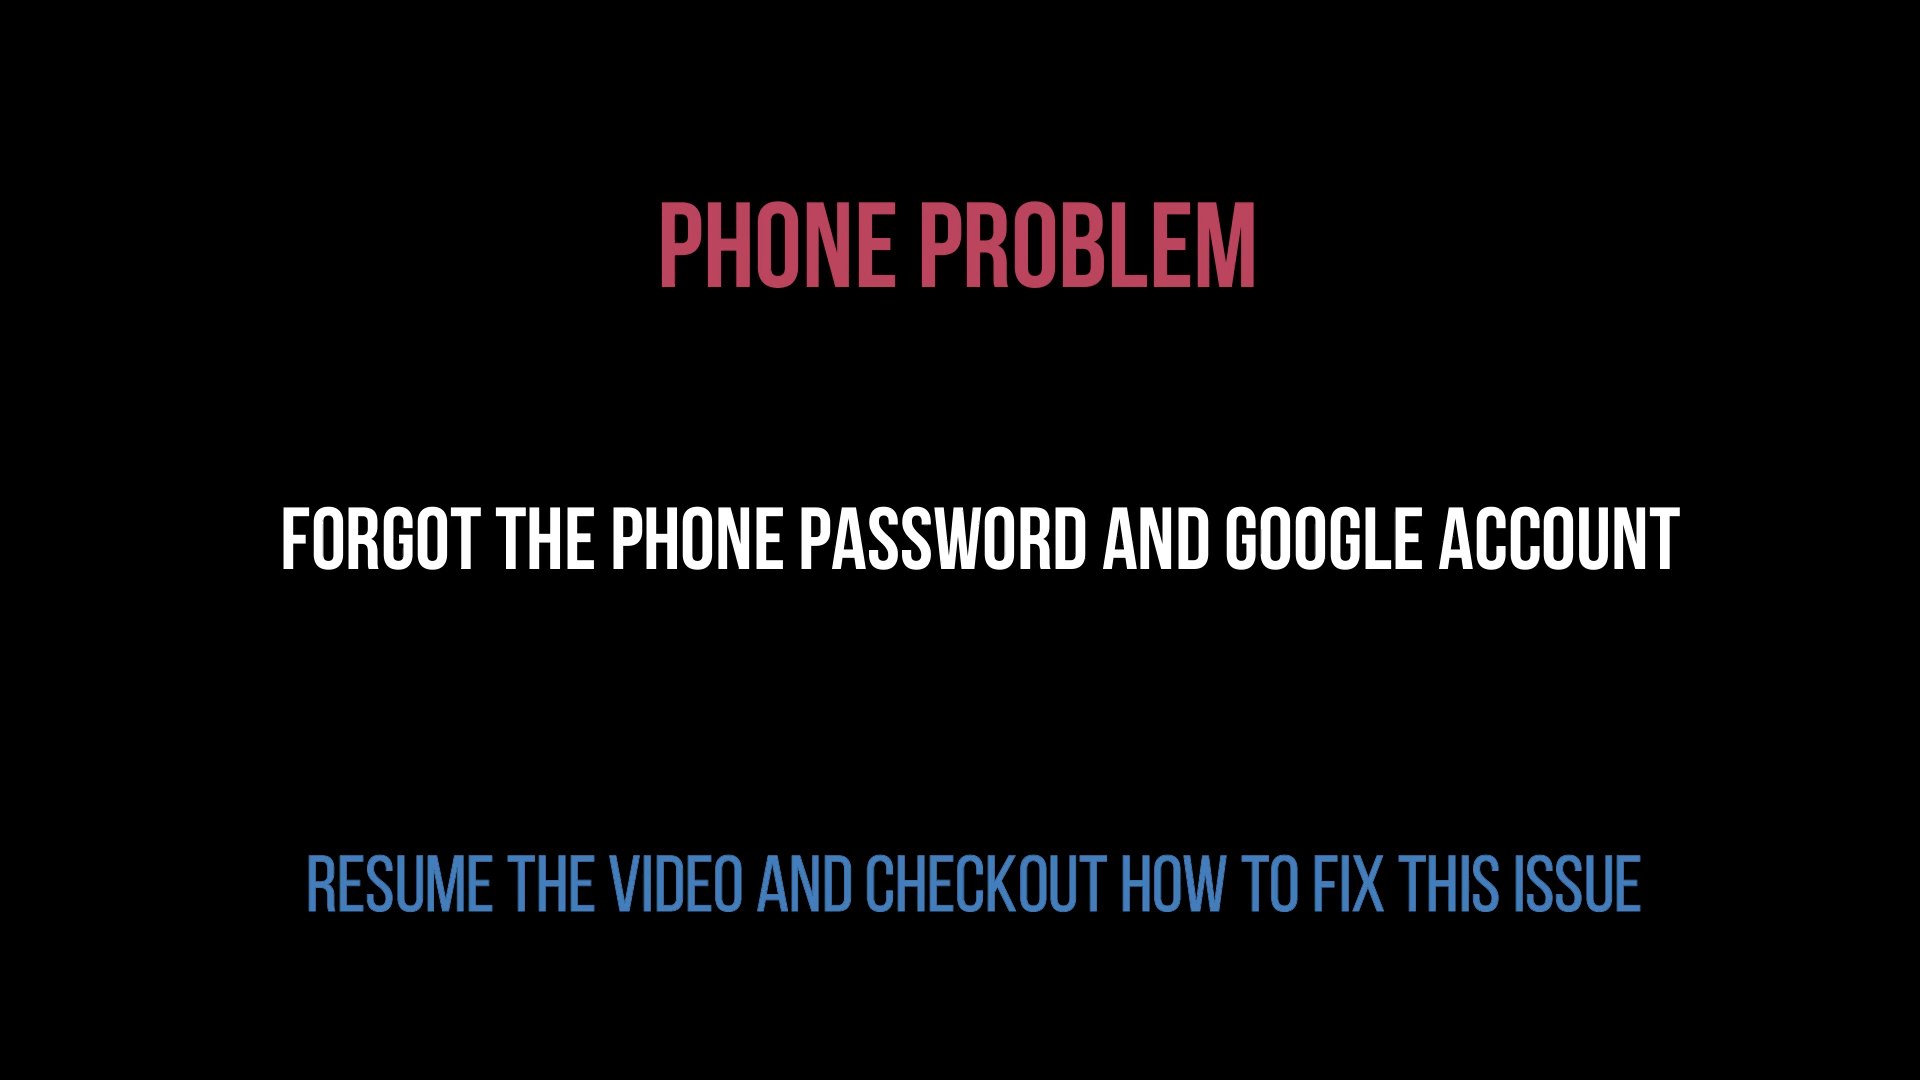 PHONE PROBLEM
FORGOT THE PHONE PASSWORD AND GOOGLE ACCOUNT
RESUME THE VIDEO AND CHECKOUT HOW TO FIX THIS ISSUE